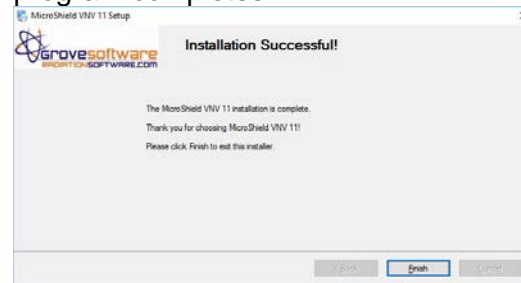 MicroShield VNV 11 Setup
Grovesoftware
RADIATIONSOFTWARE.COM
Installation Successful!
The MicroShield VNV 11 installation is complete.
Thank you for choosing MicroShield VNV 11!
Please click Finish to exit this installer.
< Back
Finish
Cancel